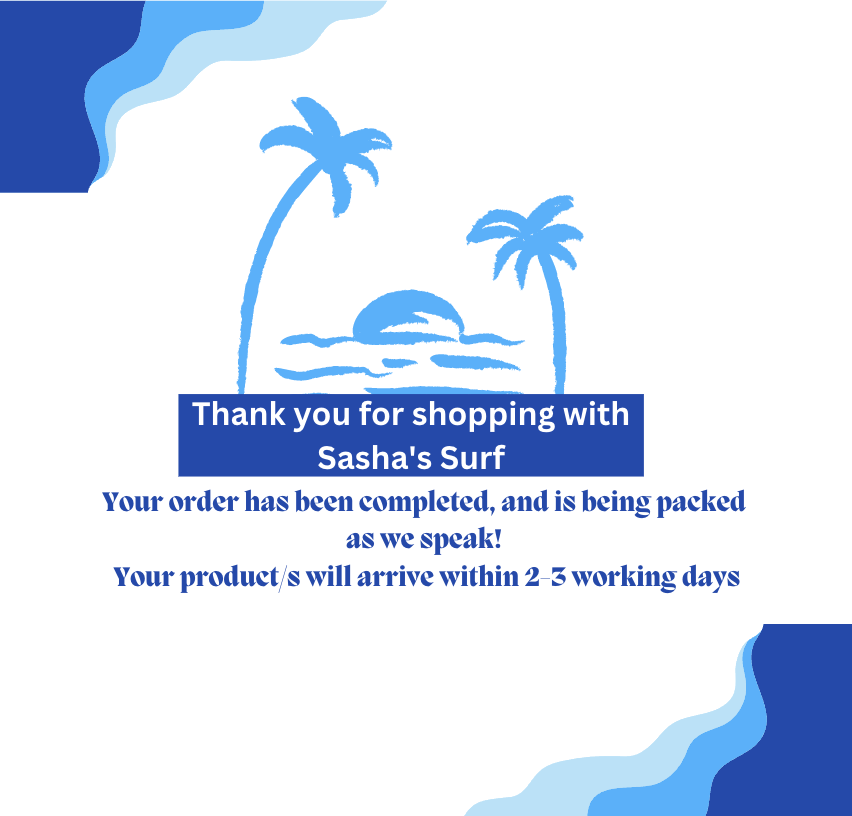 Thank you for shopping with
Sasha's Surf
Your order has been completed, and is being packed
as we speak!
Your product/s will arrive within 2-3 working days